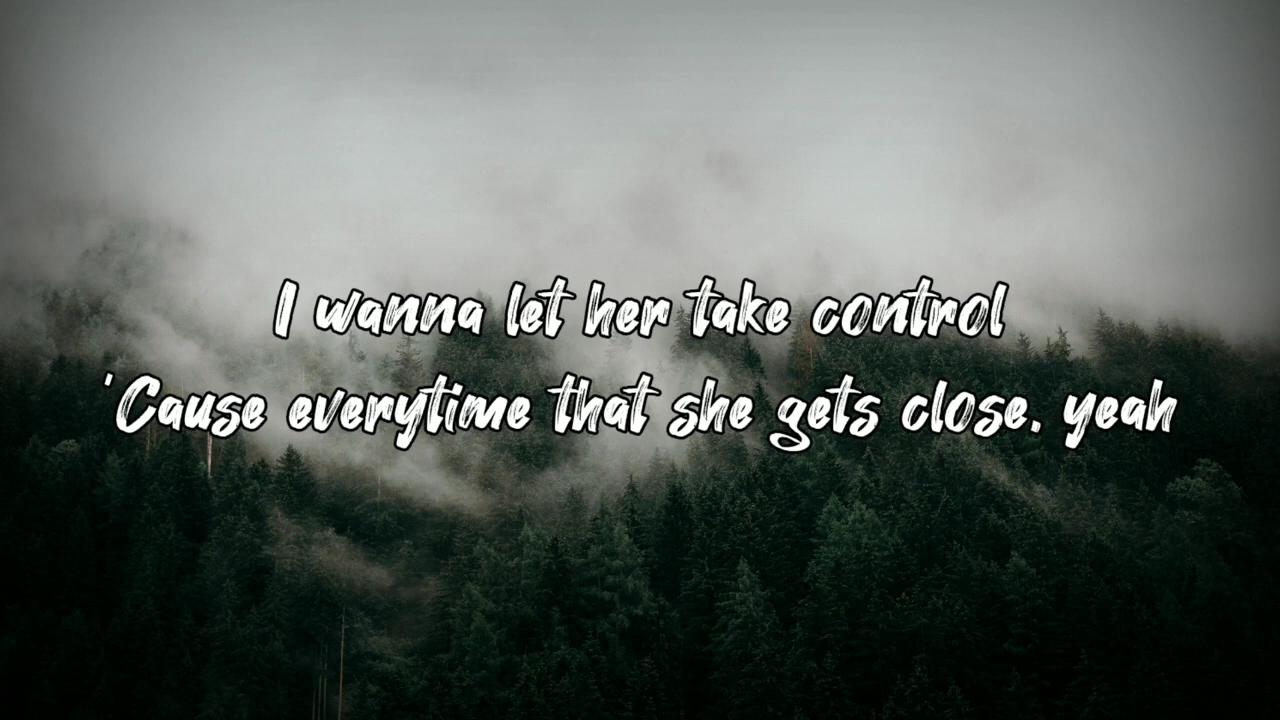 I wanna let her take control
'Cause everytime that she gets close, yeah